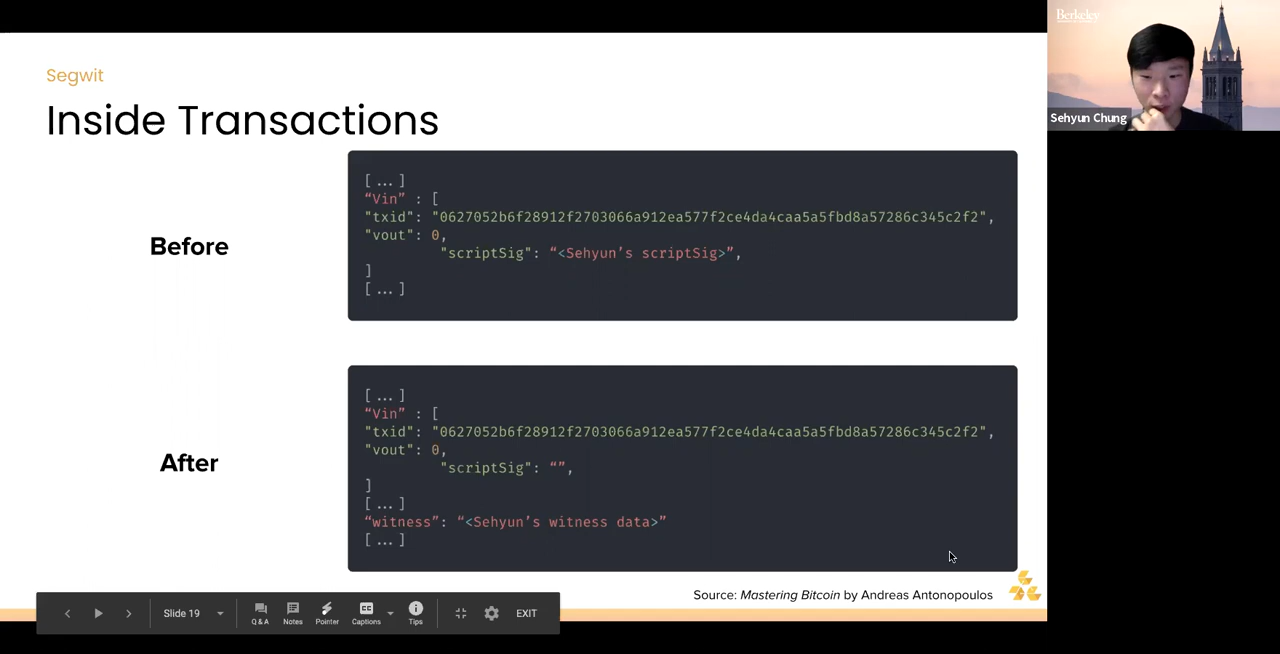 Segwit
Inside Transactions
Before
[...]
“Vin” : [
"txid": "0627052b6f28912f2703066a912ea577f2ce4da4caa5a5fbd8a57286c345c2f2",
"vout": 0,
"scriptSig": “<Sehyun’s scriptSig>”,
]
[...]
After
[...]
“Vin” : [
"txid": "0627052b6f28912f2703066a912ea577f2ce4da4caa5a5fbd8a57286c345c2f2",
"vout": 0,
"scriptSig": “”,
]
[...]
“witness”: “<Sehyun’s witness data>”
[...]
Source: Mastering Bitcoin by Andreas Antonopoulos
Slide 19
Q & A
Notes
Pointer
Captions
Tips
EXIT
Berkeley
Sehyun Chung